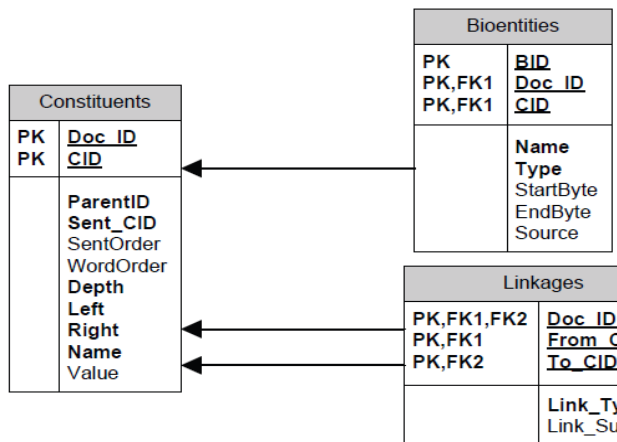 Bioentities
PK BID
PK,FK1 Doc_ID
PK,FK1 CID
Name
Type
StartByte
EndByte
Source
Constituents
PK Doc_ID
PK CID
ParentID
Sent_CID
SentOrder
WordOrder
Depth
Left
Right
Name
Value
Linkages
PK,FK1,FK2 Doc_ID
PK,FK1
PK,FK2 To_CID